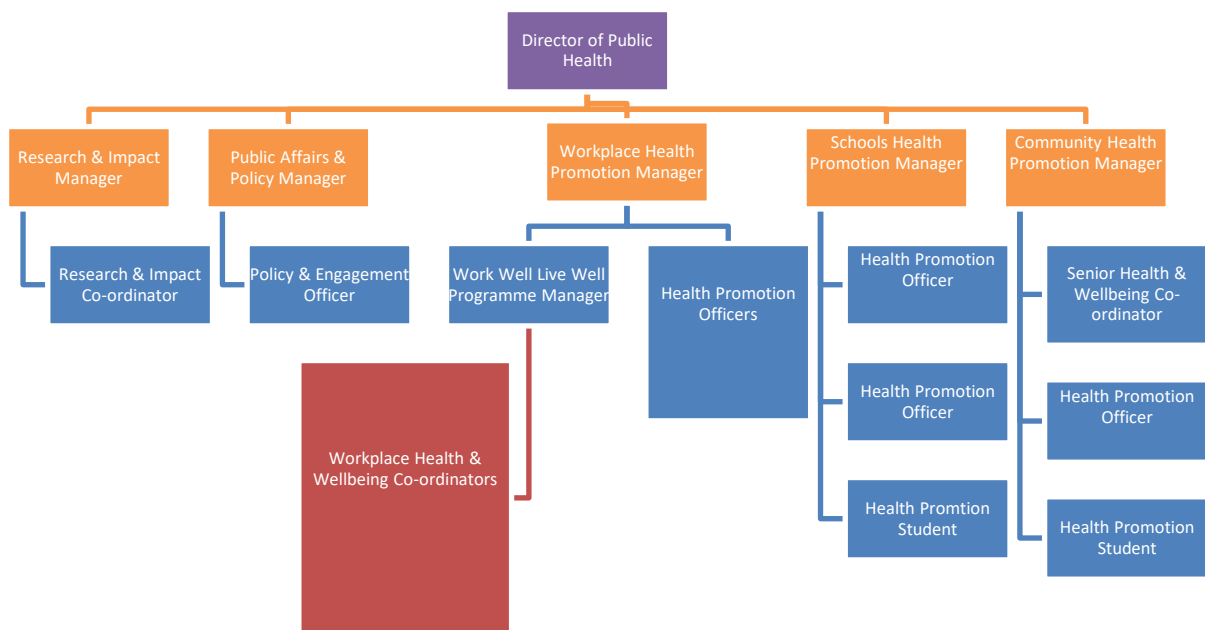 Director of Public
Health
Research & Impact
Manager
Public Affairs &
Policy Manager
Workplace Health
Promotion Manager
Schools Health
Promotion Manager
Community Health
Promotion Manager
Research & Impact
Co-ordinator
Policy & Engagement
Officer
Work Well Live Well
Programme Manager
Health Promotion
Officers
Health Promotion
Officer
Senior Health &
Wellbeing Co-
ordinator
Workplace Health &
Wellbeing Co-ordinators
Health Promotion
Officer
Health Promotion
Officer
Health Promtion
Student
Health Promotion
Student